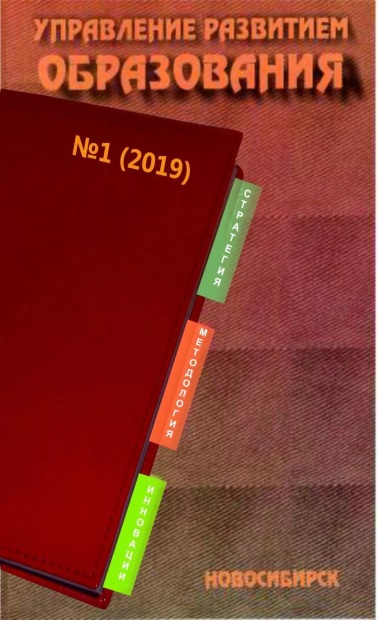 УПРАВЛЕНИЕ РАЗВИТИЕМ
ОБРАЗОВАНИЯ
№1 (2019)
СТРАТЕГИЯ
МЕТОДОЛОГИЯ
ИННОВАЦИИ
НОВОСИБИРСК